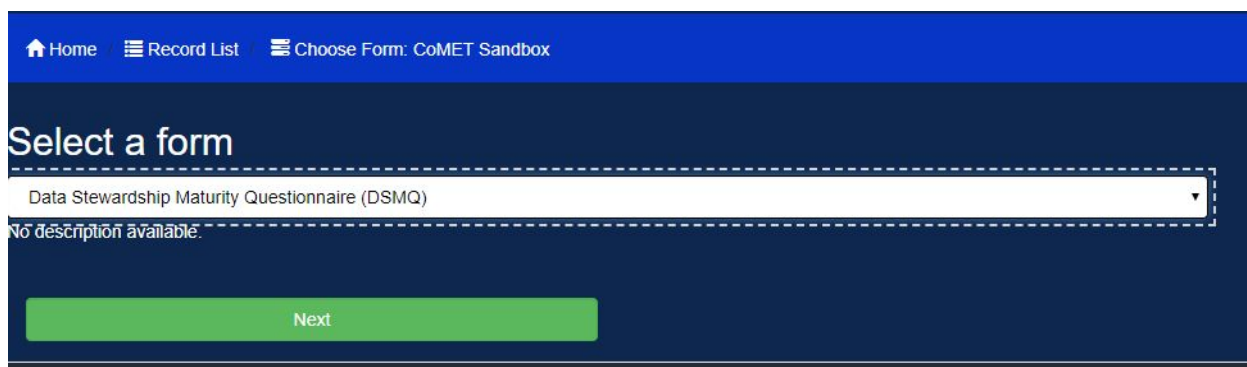 Home / Record List / Choose Form: CoMET Sandbox
Select a form
Data Stewardship Maturity Questionnaire (DSMQ)
No description available.
Next